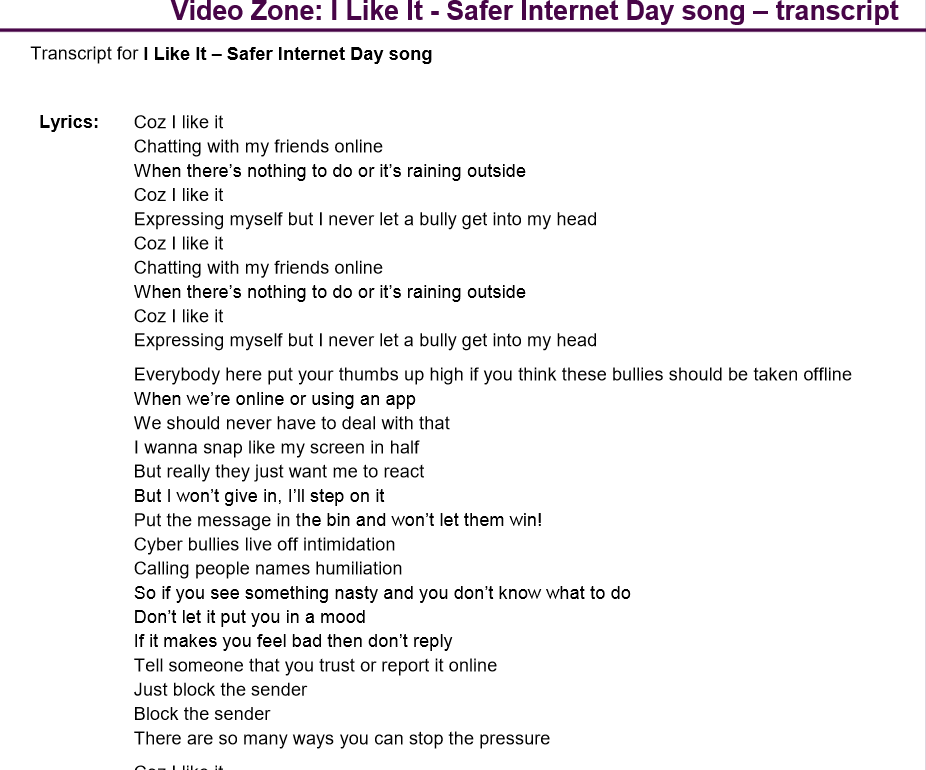 Video Zone: I Like It - Safer Internet Day song – transcript
Transcript for I Like It – Safer Internet Day song
Lyrics: Coz I like it
Chatting with my friends online
When there’s nothing to do or it’s raining outside
Coz I like it
Expressing myself but I never let a bully get into my head
Coz I like it
Chatting with my friends online
When there’s nothing to do or it’s raining outside
Coz I like it
Expressing myself but I never let a bully get into my head
Everybody here put your thumbs up high if you think these bullies should be taken offline
When we’re online or using an app
We should never have to deal with that
I wanna snap like my screen in half
But really they just want me to react
But I won’t give in, I’ll step on it
Put the message in the bin and won’t let them win!
Cyber bullies live off intimidation
Calling people names humiliation
So if you see something nasty and you don’t know what to do
Don’t let it put you in a mood
If it makes you feel bad then don’t reply
Tell someone that you trust or report it online
Just block the sender
Block the sender
There are so many ways you can stop the pressure
Coz I like it